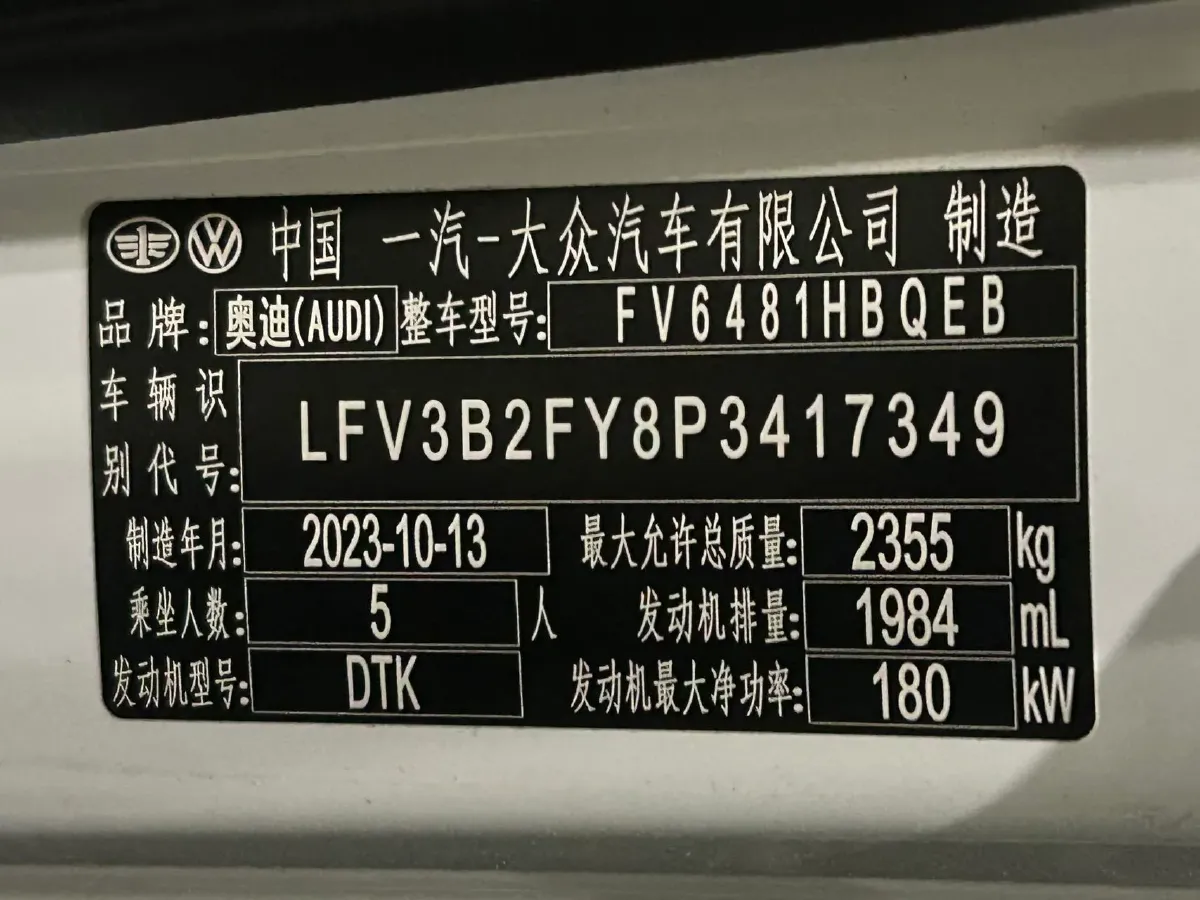 中国 一汽-大众汽车有限公司 制造
品牌: 奥迪(AUDI) 整车型号: FV6481HBQEB
车辆识别代号: LFV3B2FY8P3417349
制造年月: 2023-10-13 最大允许总质量: 2355 kg
乘坐人数: 5 人 发动机排量: 1984 mL
发动机型号: DTK 发动机最大净功率: 180 kW